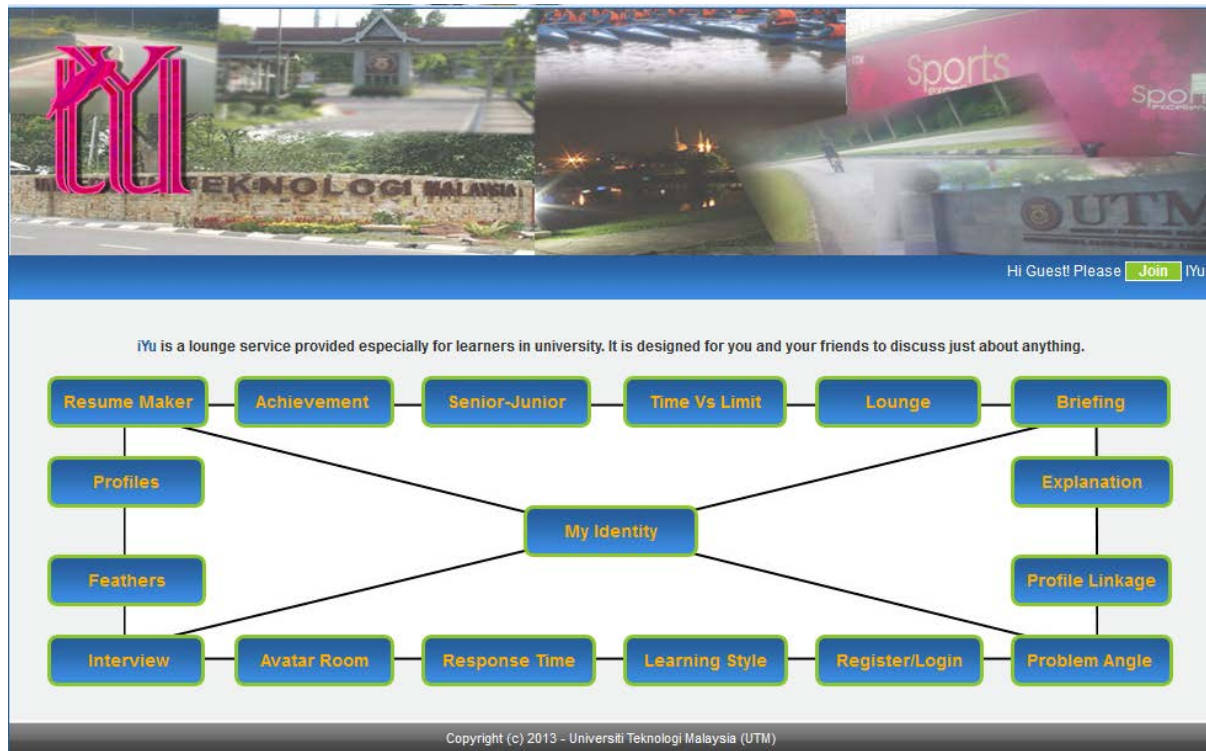 iYu
Sports
Sports
TEKNOLOGI MALAYSIA
UTM
Hi Guest! Please Join IYu
iYu is a lounge service provided especially for learners in university. It is designed for you and your friends to discuss just about anything.
Resume Maker Achievement Senior-Junior Time Vs Limit Lounge Briefing
Profiles Explanation
My Identity
Feathers Profile Linkage
Interview Avatar Room Response Time Learning Style Register/Login Problem Angle
Copyright (c) 2013 - Universiti Teknologi Malaysia (UTM)